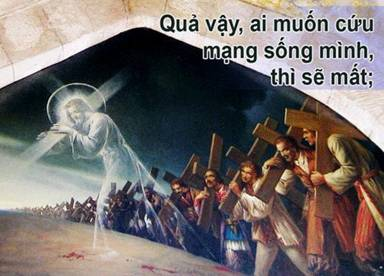 Quả vậy, ai muốn cứu
mạng sống mình,
thì sẽ mất;